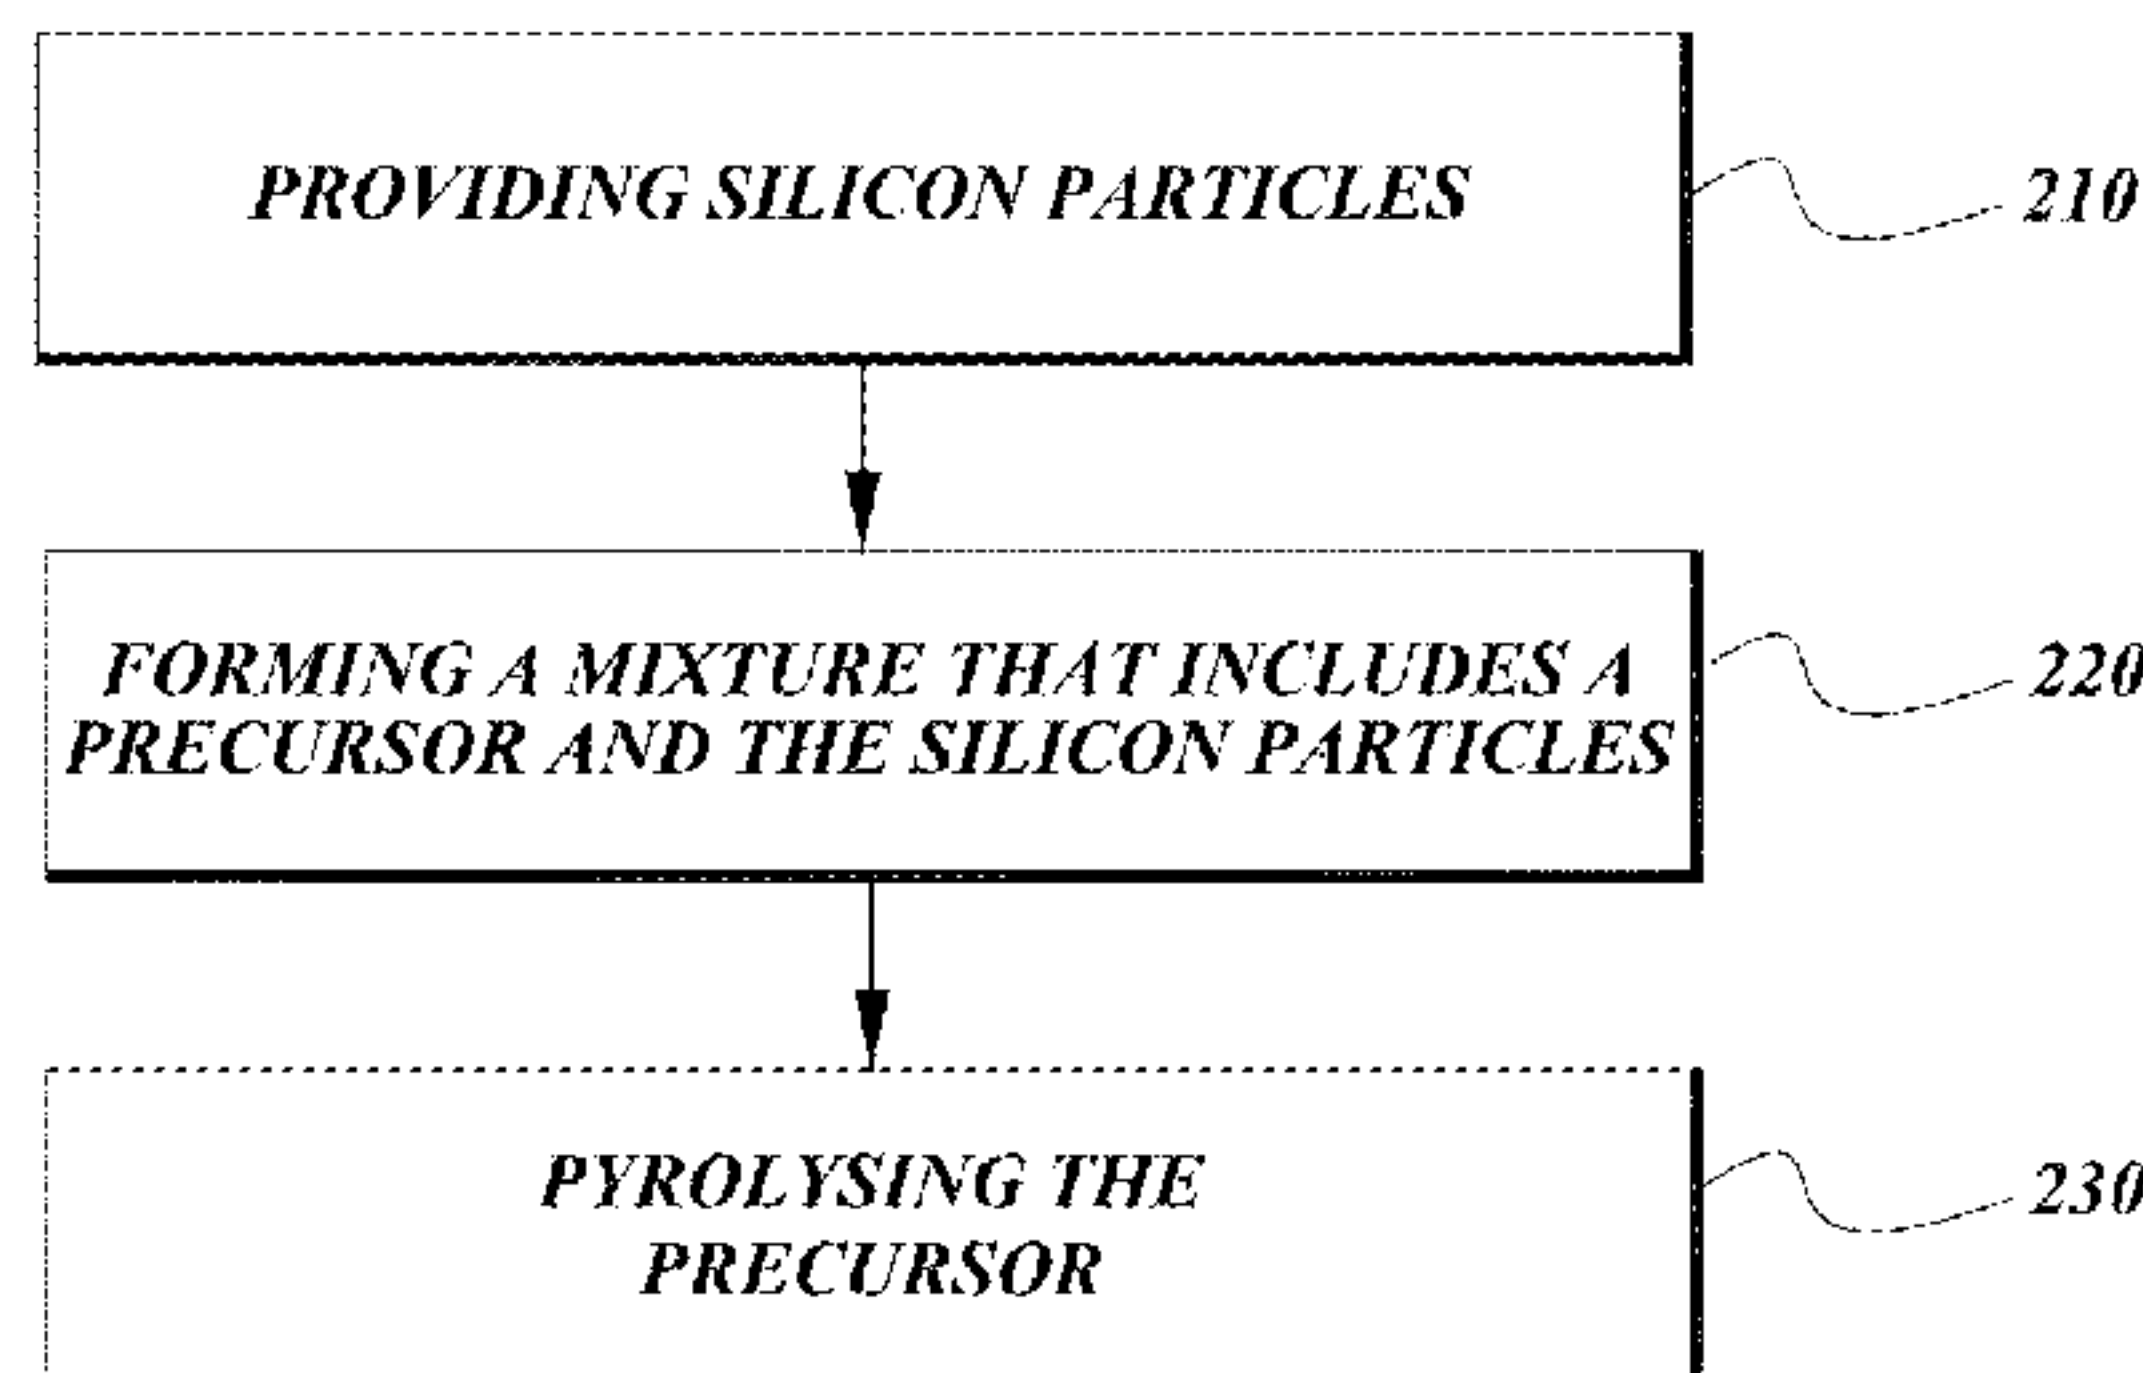 PROVIDING SILICON PARTICLES
210
FORMING A MIXTURE THAT INCLUDES A
PRECURSOR AND THE SILICON PARTICLES
220
PYROLYSING THE
PRECURSOR
230